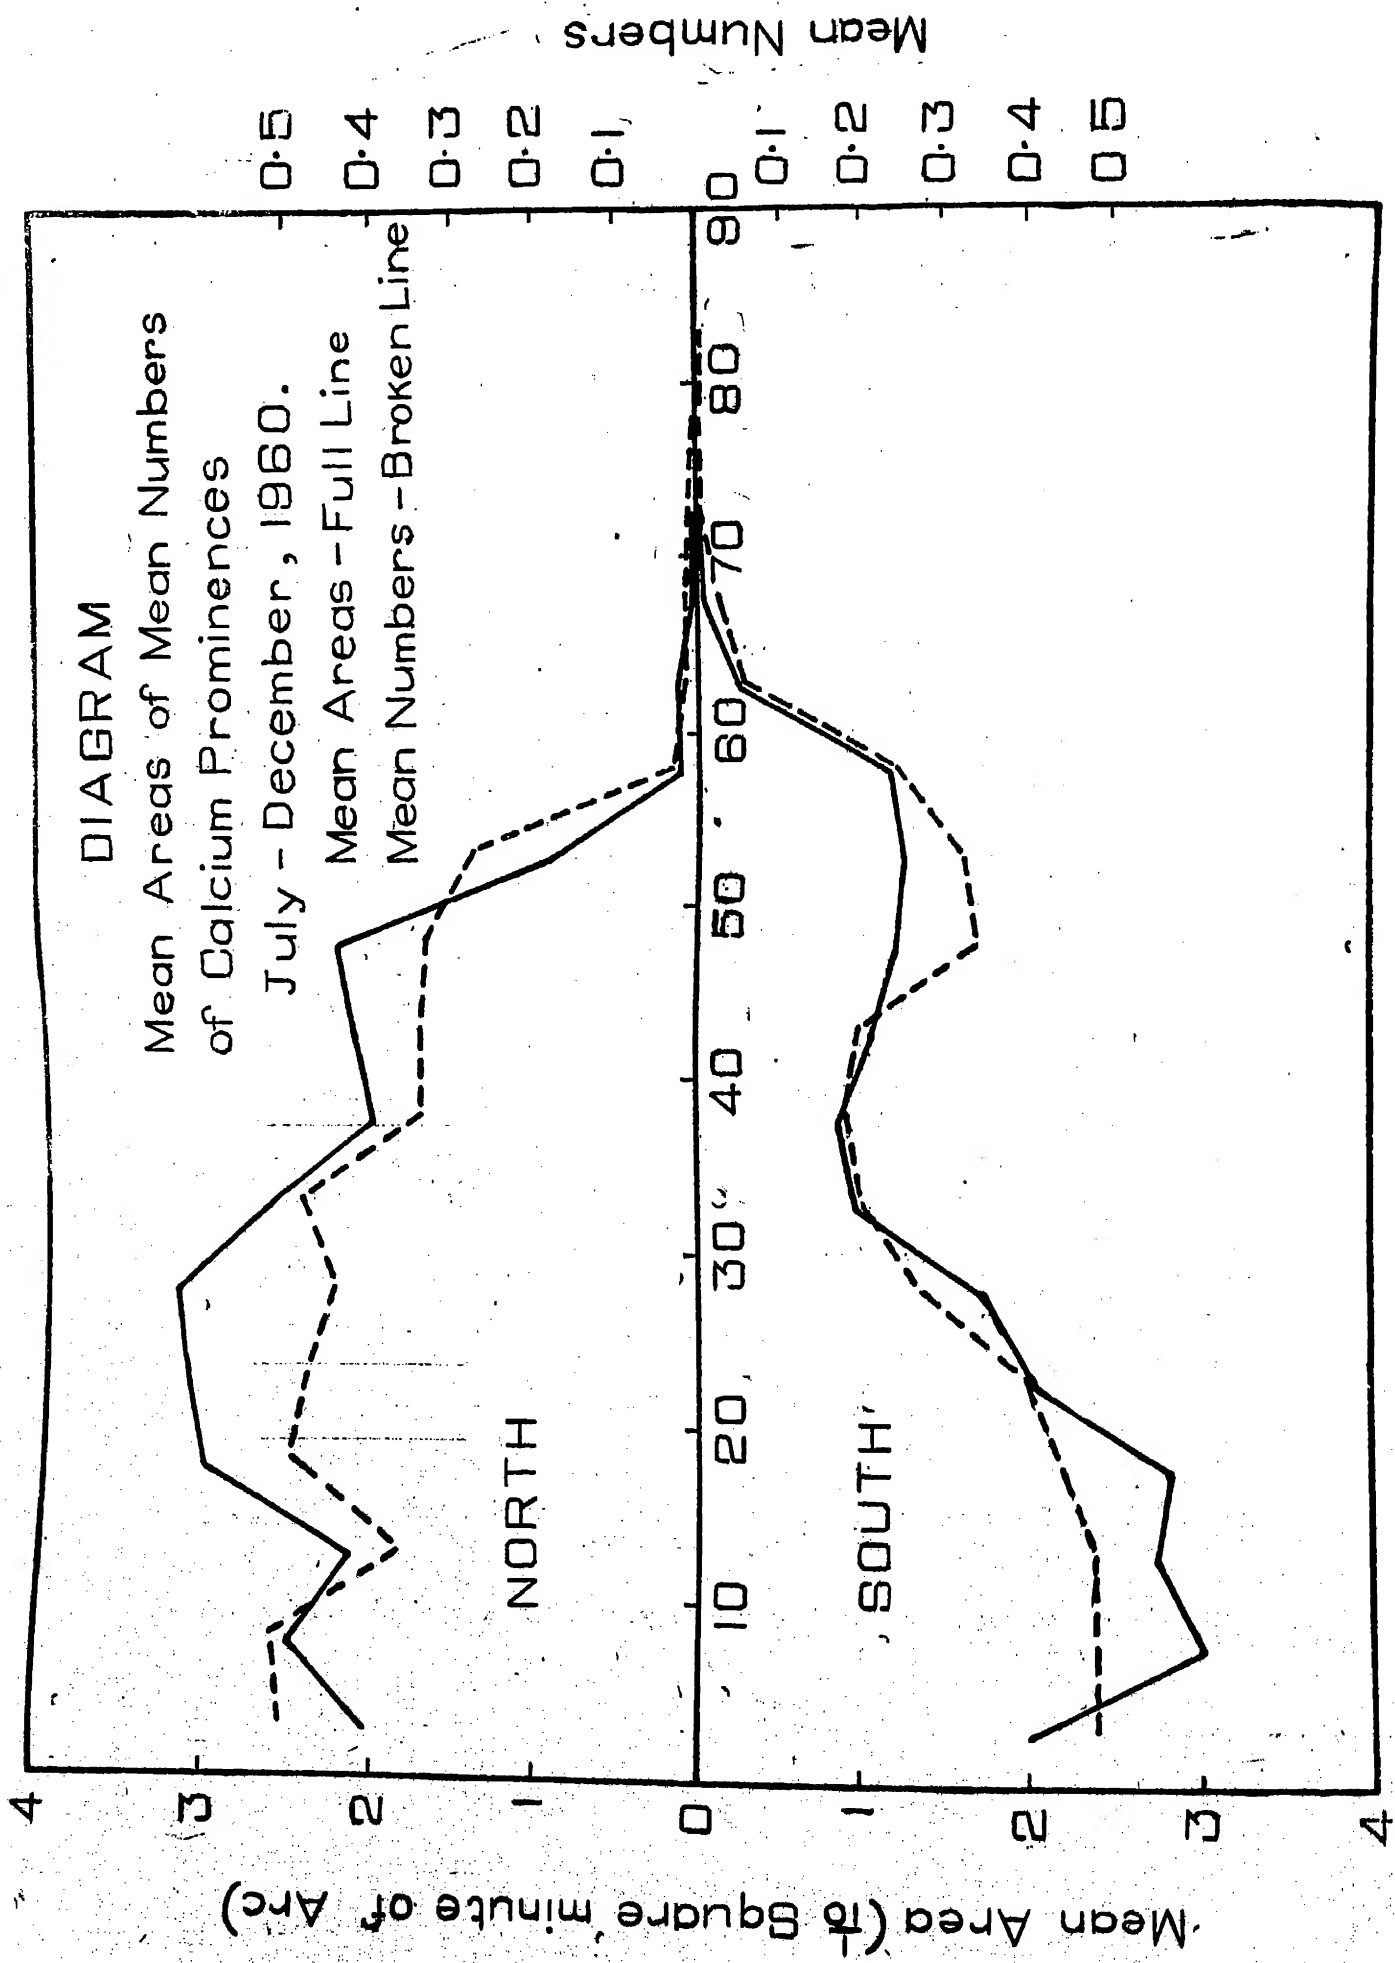 DIAGRAM
Mean Areas of Mean Numbers
of Calcium Prominences
July - December, 1960.
Mean Areas - Full Line
Mean Numbers - Broken Line
NORTH
SOUTH
Mean Area (1/10 Square minute of Arc)
4
3
2
1
0
1
2
3
4
10
20
30
40
50
60
70
80
90
0.5
0.4
0.3
0.2
0.1
0.1
0.2
0.3
0.4
0.5
Mean Numbers